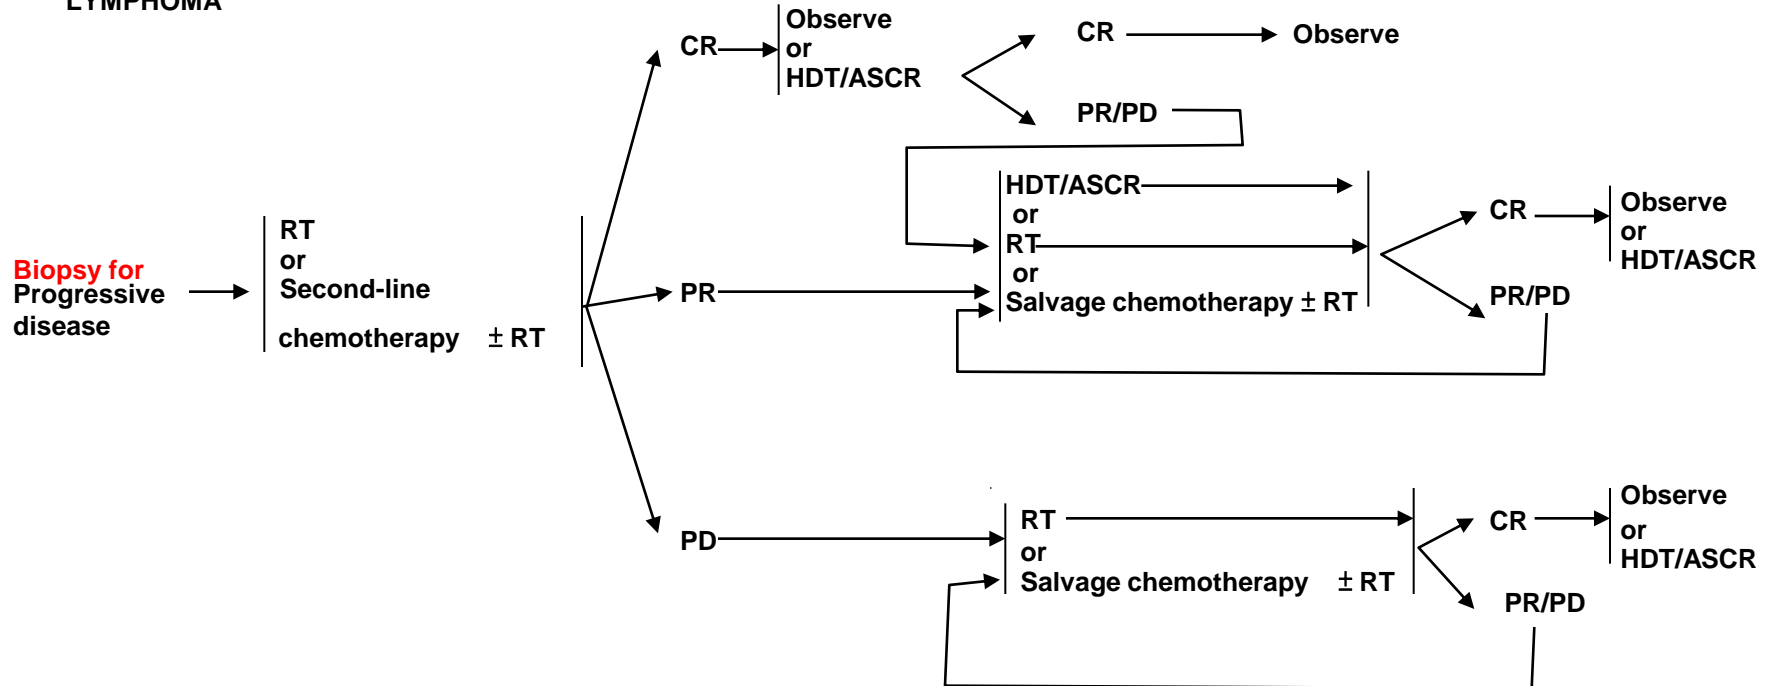 LYMPHOMA
Biopsy for
Progressive
disease
RT
or
Second-line
chemotherapy ± RT
CR
Observe
or
HDT/ASCR
CR
Observe
PR/PD
PR
HDT/ASCR
or
RT
or
Salvage chemotherapy ± RT
CR
Observe
or
HDT/ASCR
PR/PD
PD
RT
or
Salvage chemotherapy ± RT
CR
Observe
or
HDT/ASCR
PR/PD